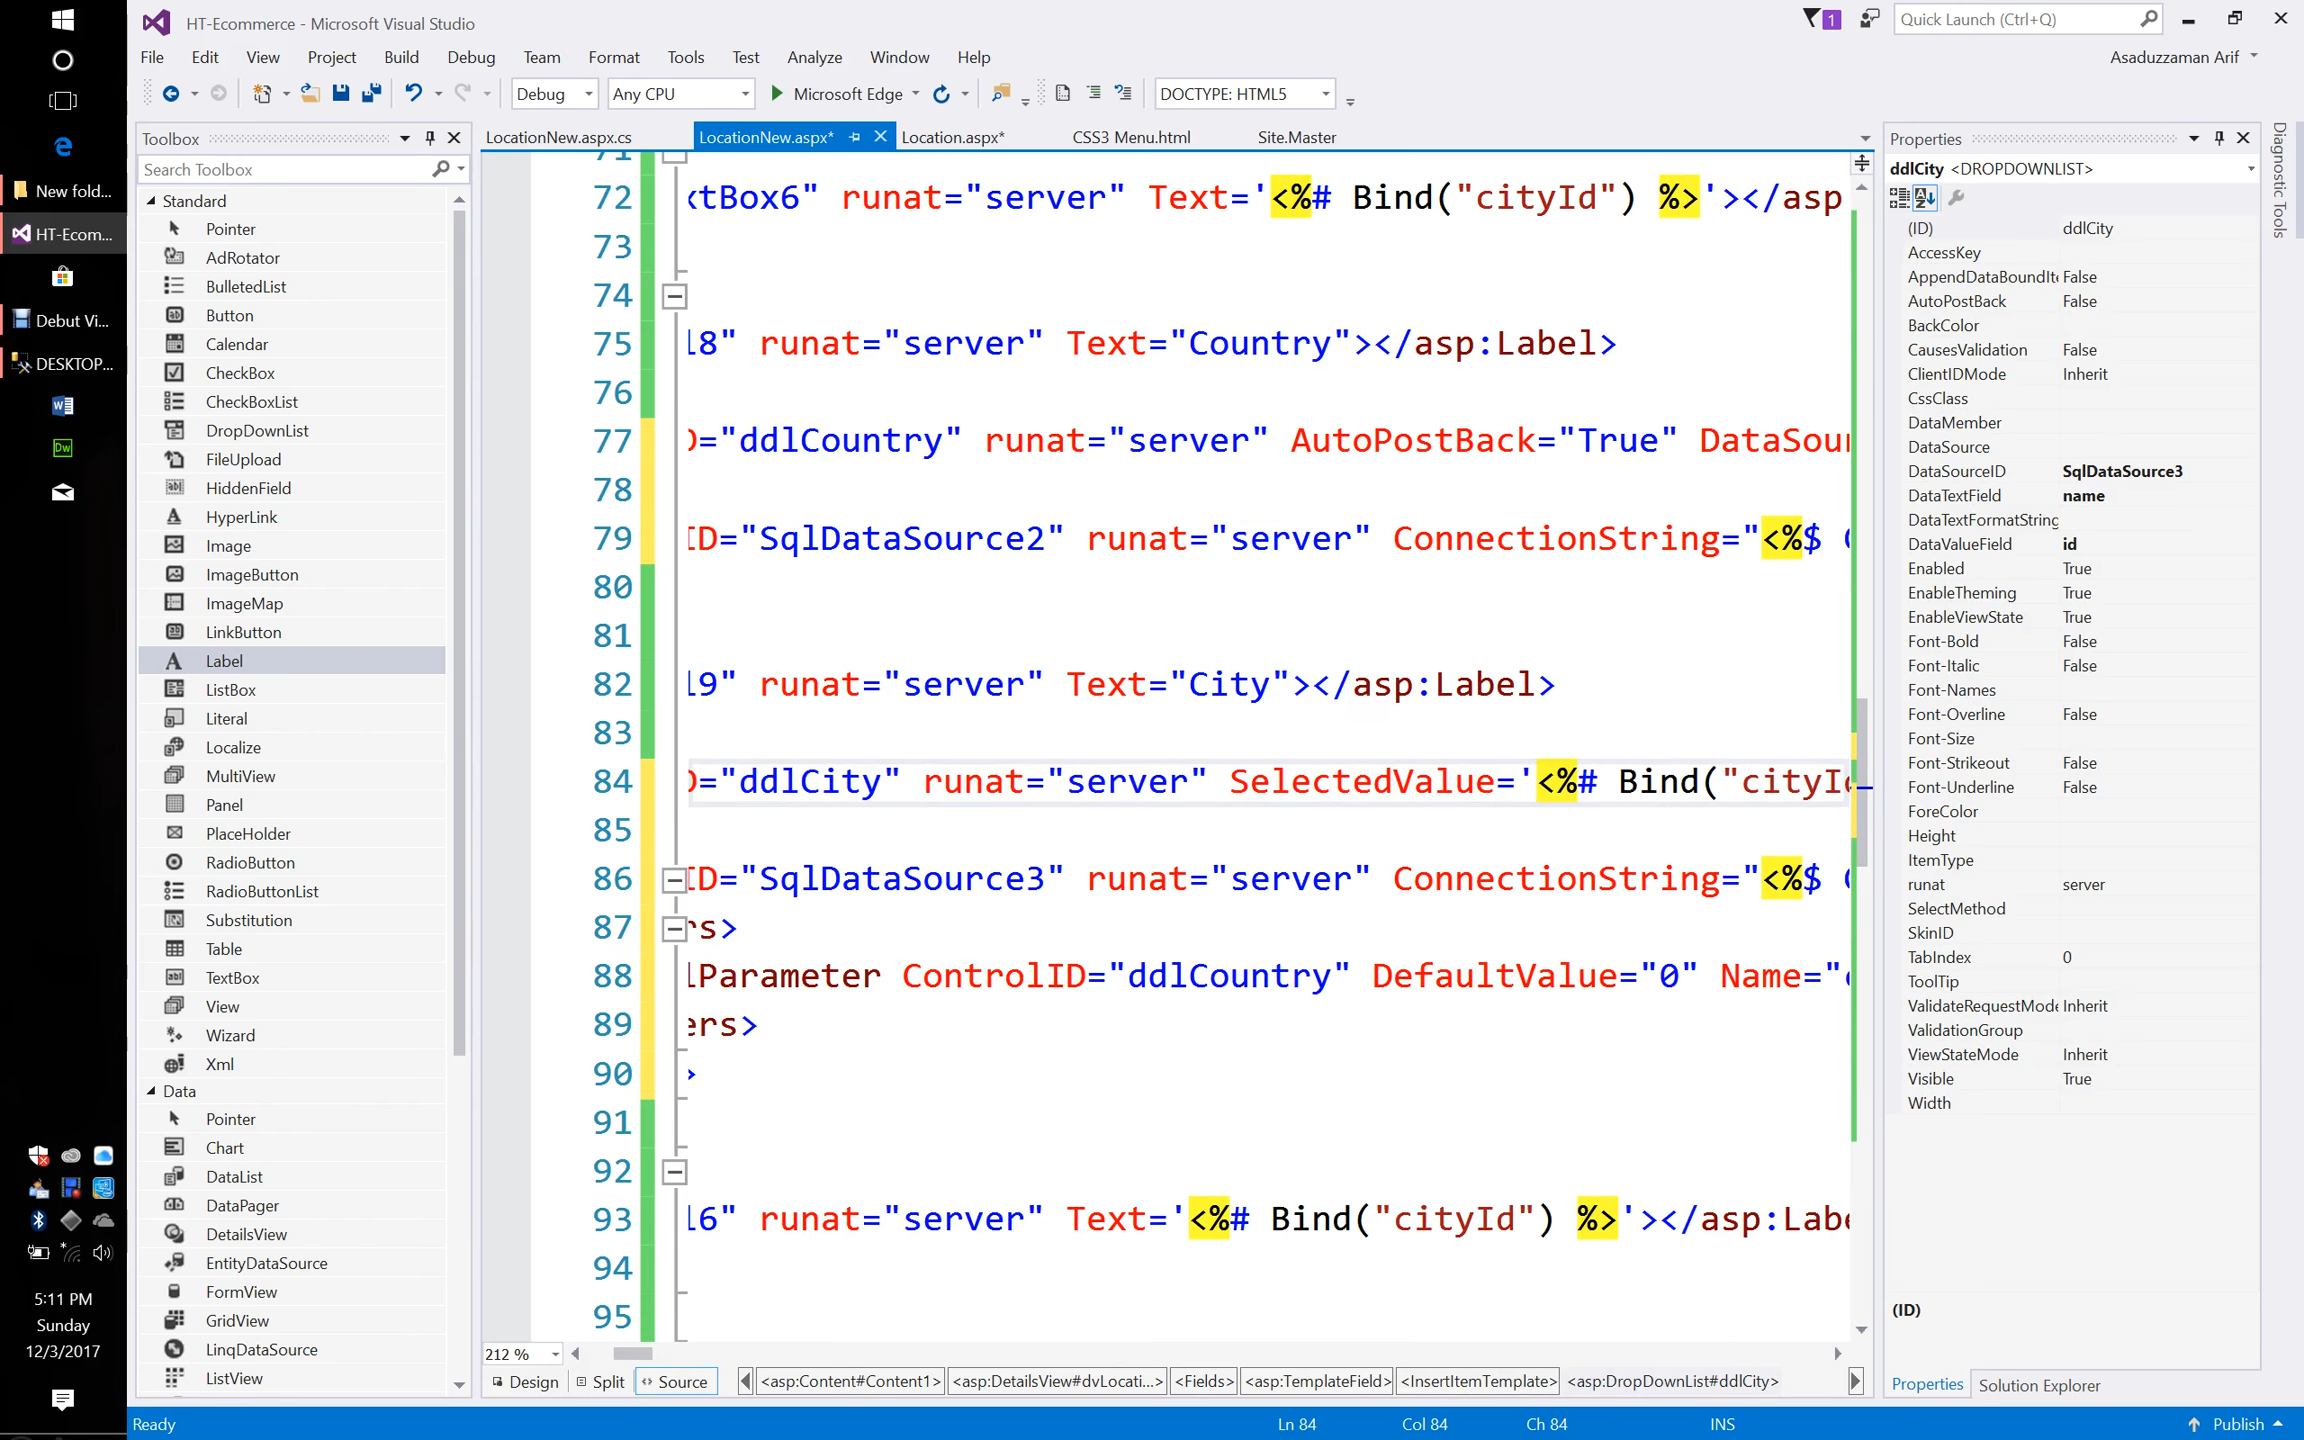 HT-Ecommerce - Microsoft Visual Studio
1
Quick Launch (Ctrl+Q)
File Edit View Project Build Debug Team Format Tools Test Analyze Window Help
Asaduzzaman Arif
Debug Any CPU Microsoft Edge DOCTYPE: HTML5
New fold...
HT-Ecom...
Debut Vi...
DESKTOP...
5:11 PM
Sunday
12/3/2017
Toolbox
Search Toolbox
Standard
Pointer
AdRotator
BulletedList
Button
Calendar
CheckBox
CheckBoxList
DropDownList
FileUpload
HiddenField
HyperLink
Image
ImageButton
ImageMap
LinkButton
Label
ListBox
Literal
Localize
MultiView
Panel
PlaceHolder
RadioButton
RadioButtonList
Substitution
Table
TextBox
View
Wizard
Xml
Data
Pointer
Chart
DataList
DataPager
DetailsView
EntityDataSource
FormView
GridView
LinqDataSource
ListView
LocationNew.aspx.cs LocationNew.aspx* Location.aspx* CSS3 Menu.html Site.Master
71
72 xtBox6" runat="server" Text='<%# Bind("cityId") %>'></asp
73
74
75 l8" runat="server" Text="Country"></asp:Label>
76
77 D="ddlCountry" runat="server" AutoPostBack="True" DataSour
78
79 ID="SqlDataSource2" runat="server" ConnectionString="<%$ C
80
81
82 l9" runat="server" Text="City"></asp:Label>
83
84 D="ddlCity" runat="server" SelectedValue='<%# Bind("cityId
85
86 ID="SqlDataSource3" runat="server" ConnectionString="<%$ C
87 rs>
88 lParameter ControlID="ddlCountry" DefaultValue="0" Name="c
89 ers>
90 >
91
92
93 l6" runat="server" Text='<%# Bind("cityId") %>'></asp:Labe
94
95
212 %
Design Split Source <asp:Content#Content1> <asp:DetailsView#dvLocati...> <Fields> <asp:TemplateField> <InsertItemTemplate> <asp:DropDownList#ddlCity>
Properties
ddlCity <DROPDOWNLIST>
(ID) ddlCity
AccessKey
AppendDataBoundIte False
AutoPostBack False
BackColor
CausesValidation False
ClientIDMode Inherit
CssClass
DataMember
DataSource
DataSourceID SqlDataSource3
DataTextField name
DataTextFormatString
DataValueField id
Enabled True
EnableTheming True
EnableViewState True
Font-Bold False
Font-Italic False
Font-Names
Font-Overline False
Font-Size
Font-Strikeout False
Font-Underline False
ForeColor
Height
ItemType
runat server
SelectMethod
SkinID
TabIndex 0
ToolTip
ValidateRequestMode Inherit
ValidationGroup
ViewStateMode Inherit
Visible True
Width
(ID)
Properties Solution Explorer
Diagnostic Tools
Ready Ln 84 Col 84 Ch 84 INS Publish